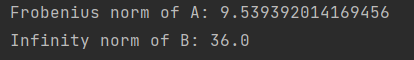 Frobenius norm of A: 9.539392014169456
Infinity norm of B: 36.0